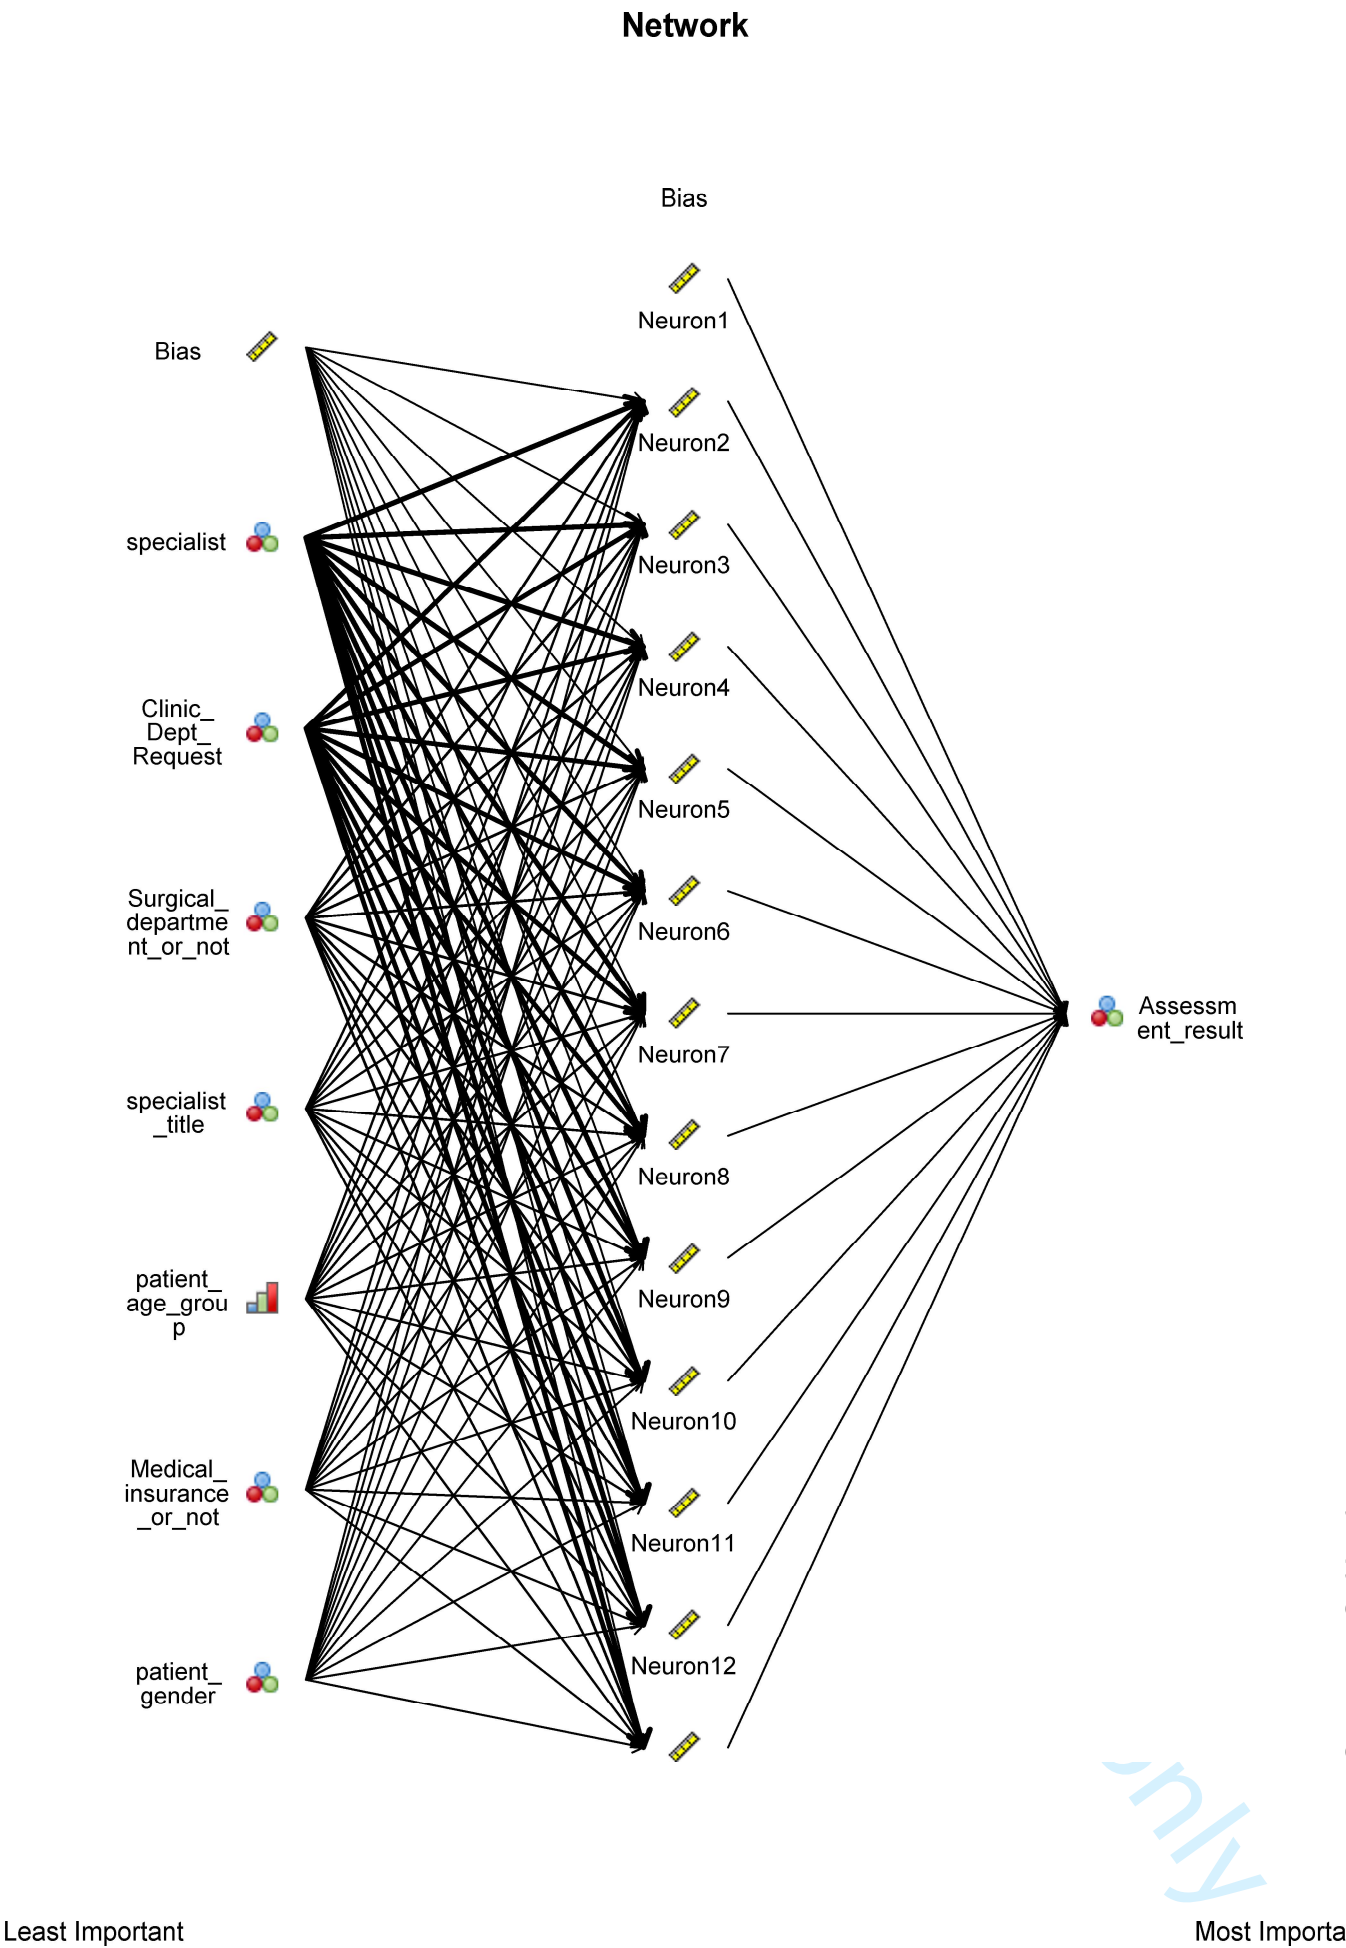 Network
Bias
Neuron1
Bias
Neuron2
specialist
Neuron3
Neuron4
Clinic_
Dept_
Request
Neuron5
Surgical_
departme
nt_or_not
Neuron6
Assessm
ent_result
Neuron7
specialist
_title
Neuron8
patient_
age_grou
p
Neuron9
Neuron10
Medical_
insurance
_or_not
Neuron11
patient_
gender
Neuron12
only
Least Important
Most Importa